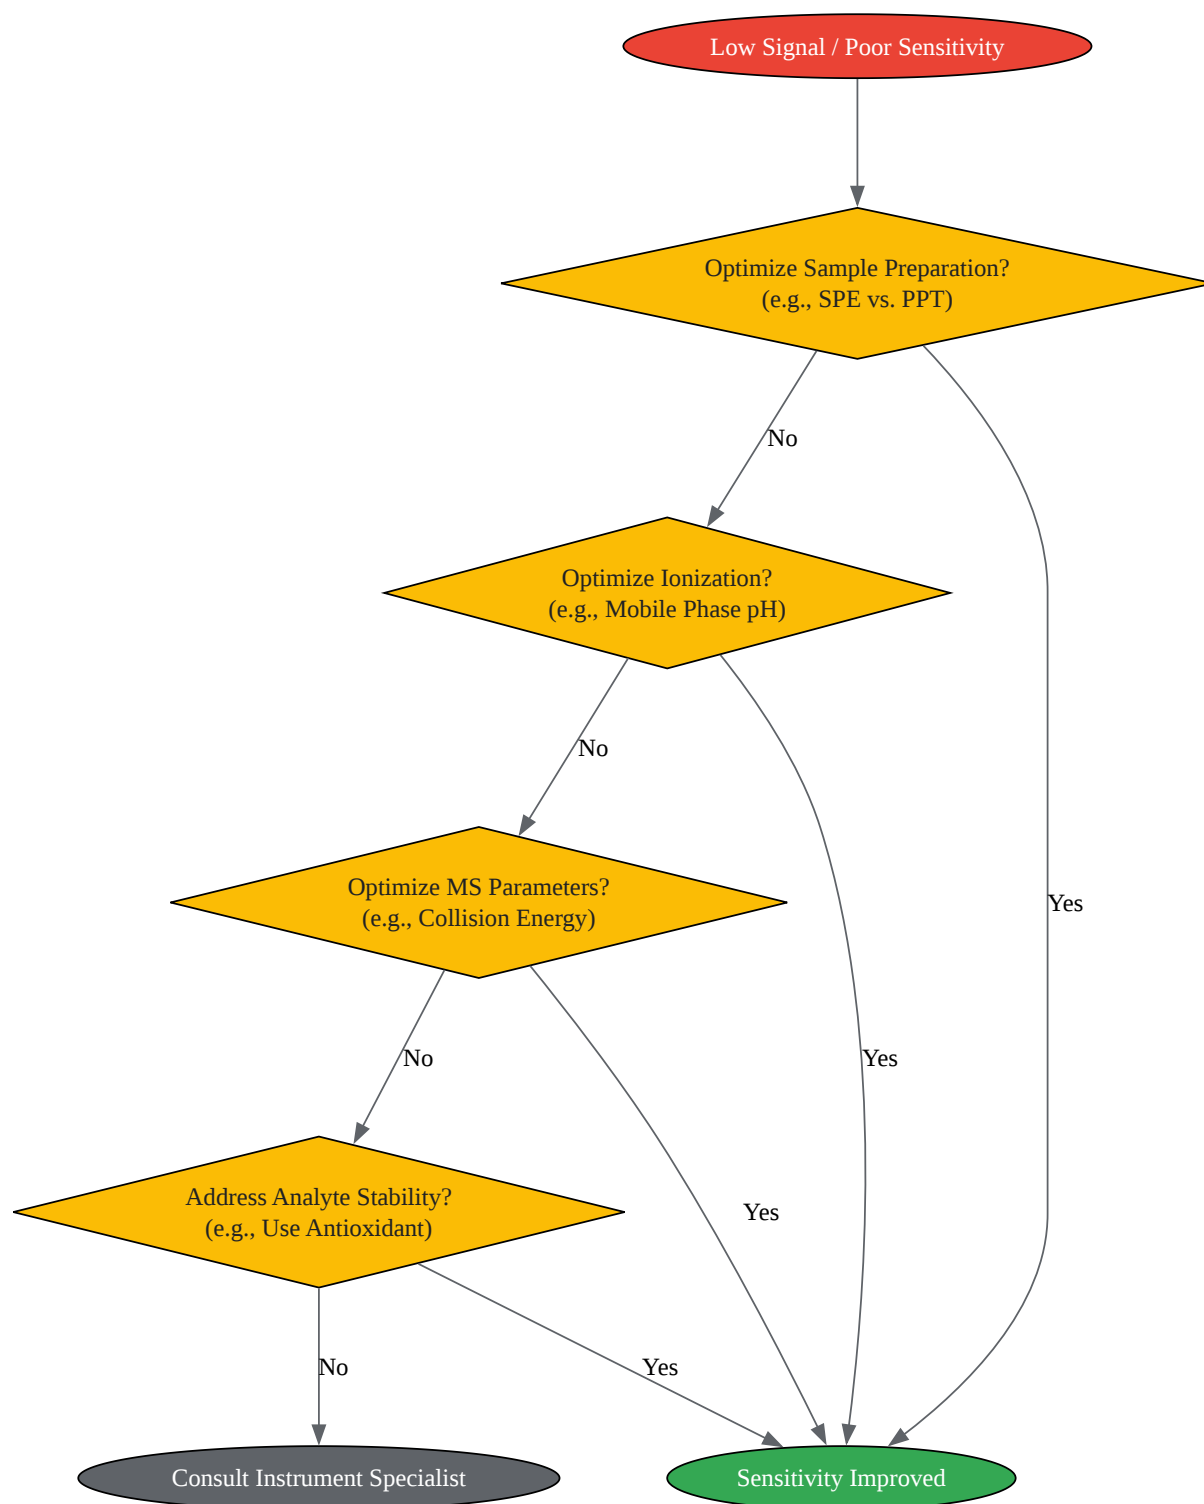 Low Signal / Poor Sensitivity
Optimize Sample Preparation?
(e.g., SPE vs. PPT)
No
Optimize Ionization?
(e.g., Mobile Phase pH)
No
Optimize MS Parameters?
(e.g., Collision Energy)
Yes
No
Yes
Address Analyte Stability?
(e.g., Use Antioxidant)
Yes
No
Yes
Consult Instrument Specialist
Sensitivity Improved